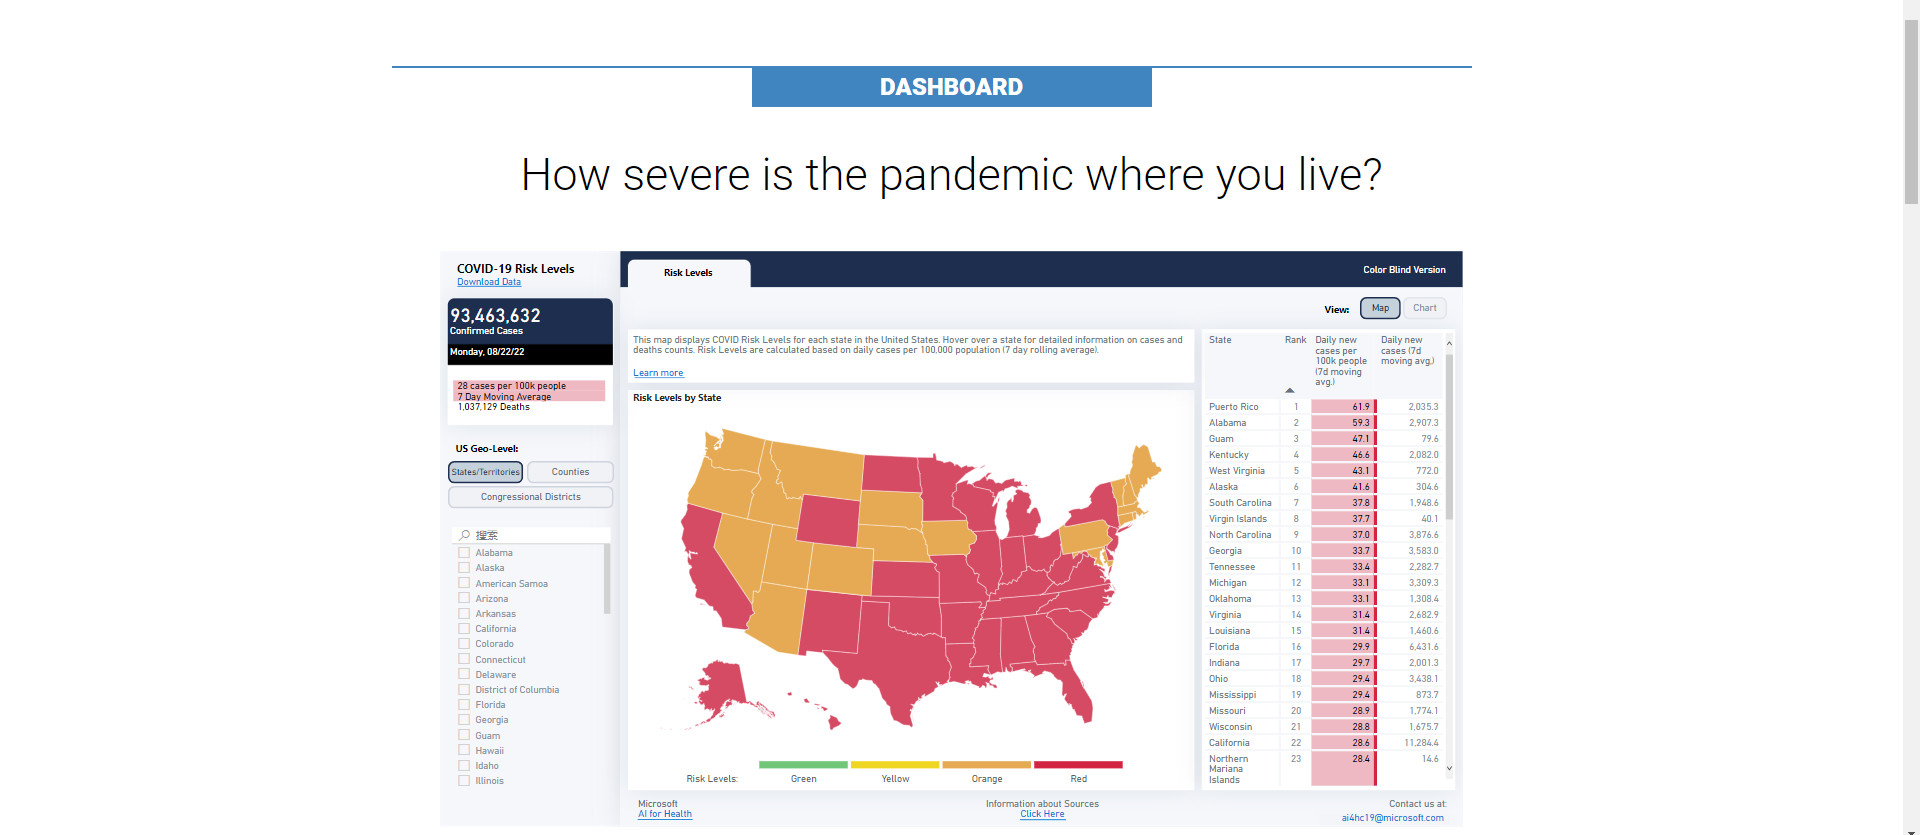 DASHBOARD
How severe is the pandemic where you live?
COVID-19 Risk Levels
Download Data
93,463,632
Confirmed Cases
Monday, 08/22/22
28 cases per 100k people
7 Day Moving Average
1,037,129 Deaths
US Geo-Level:
States/Territories
Counties
Congressional Districts
搜索
Alabama
Alaska
American Samoa
Arizona
Arkansas
California
Colorado
Connecticut
Delaware
District of Columbia
Florida
Georgia
Guam
Hawaii
Idaho
Illinois
Risk Levels
Color Blind Version
View: Map Chart
This map displays COVID Risk Levels for each state in the United States. Hover over a state for detailed information on cases and
deaths counts. Risk Levels are calculated based on daily cases per 100,000 population (7 day rolling average).
Learn more
Risk Levels by State
Risk Levels: Green Yellow Orange Red
State Rank Daily new cases per 100k people (7d moving avg.) Daily new cases (7d moving avg.)
Puerto Rico 1 61.9 2,035.3
Alabama 2 59.3 2,907.3
Guam 3 47.1 79.6
Kentucky 4 46.6 2,082.0
West Virginia 5 43.1 772.0
Alaska 6 41.6 304.6
South Carolina 7 37.8 1,948.6
Virgin Islands 8 37.7 40.1
North Carolina 9 37.0 3,876.6
Georgia 10 33.7 3,583.0
Tennessee 11 33.4 2,282.7
Michigan 12 33.1 3,309.3
Oklahoma 13 33.1 1,308.4
Virginia 14 31.4 2,682.9
Louisiana 15 31.4 1,460.6
Florida 16 29.9 6,431.6
Indiana 17 29.7 2,001.3
Ohio 18 29.4 3,438.1
Mississippi 19 29.4 873.7
Missouri 20 28.9 1,774.1
Wisconsin 21 28.8 1,675.7
California 22 28.6 11,284.4
Northern Mariana Islands 23 28.4 14.6
Microsoft
AI for Health
Information about Sources
Click Here
Contact us at:
ai4hc19@microsoft.com